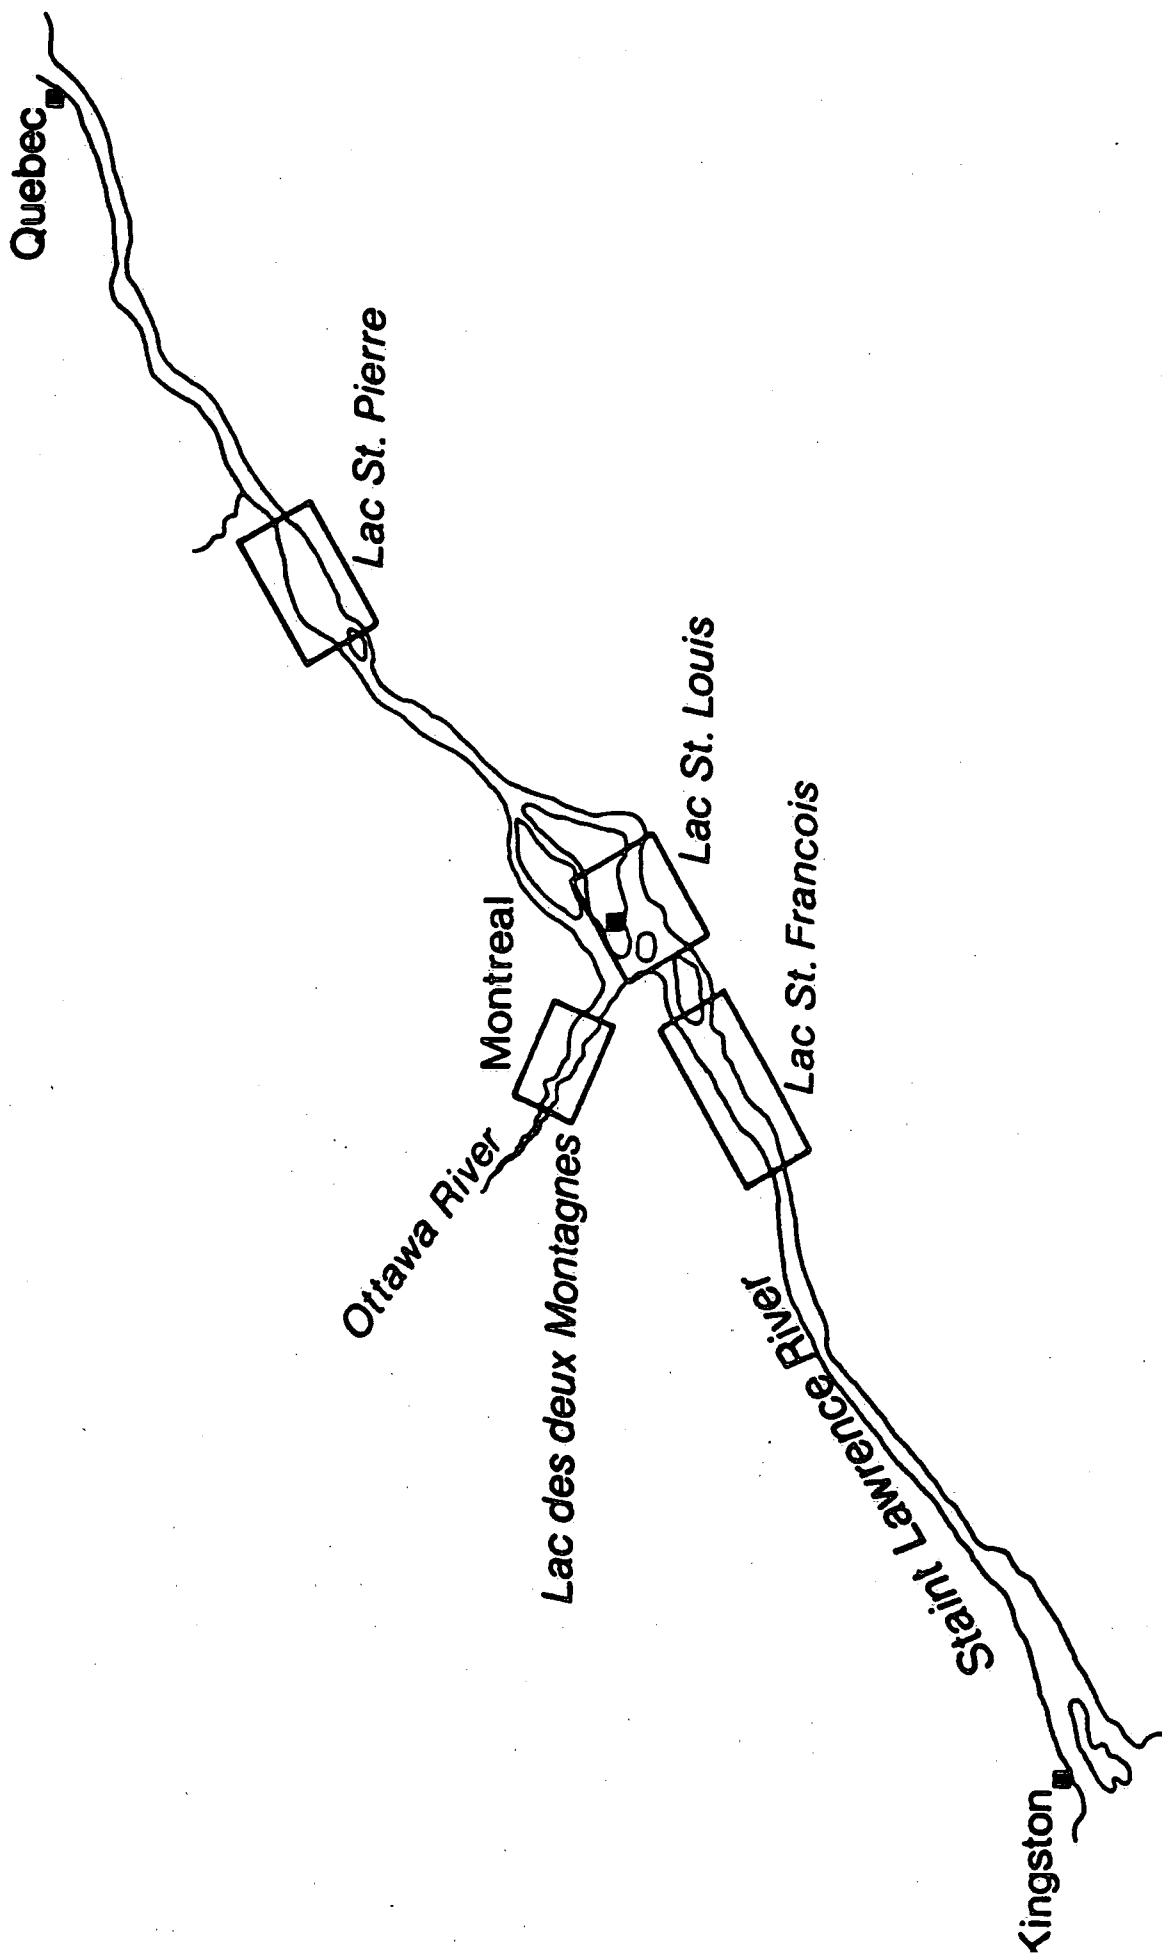 Quebec
Lac St. Pierre
Montreal
Lac St. Louis
Ottawa River
Lac des deux Montagnes
Lac St. Francois
Staint Lawrence River
Kingston